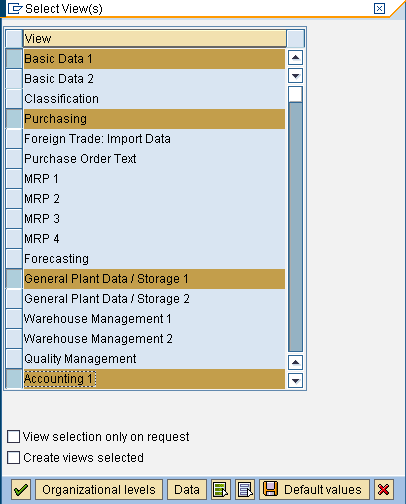 Select View(s)
View
Basic Data 1
Basic Data 2
Classification
Purchasing
Foreign Trade: Import Data
Purchase Order Text
MRP 1
MRP 2
MRP 3
MRP 4
Forecasting
General Plant Data / Storage 1
General Plant Data / Storage 2
Warehouse Management 1
Warehouse Management 2
Quality Management
Accounting 1
View selection only on request
Create views selected
Organizational levels Data Default values